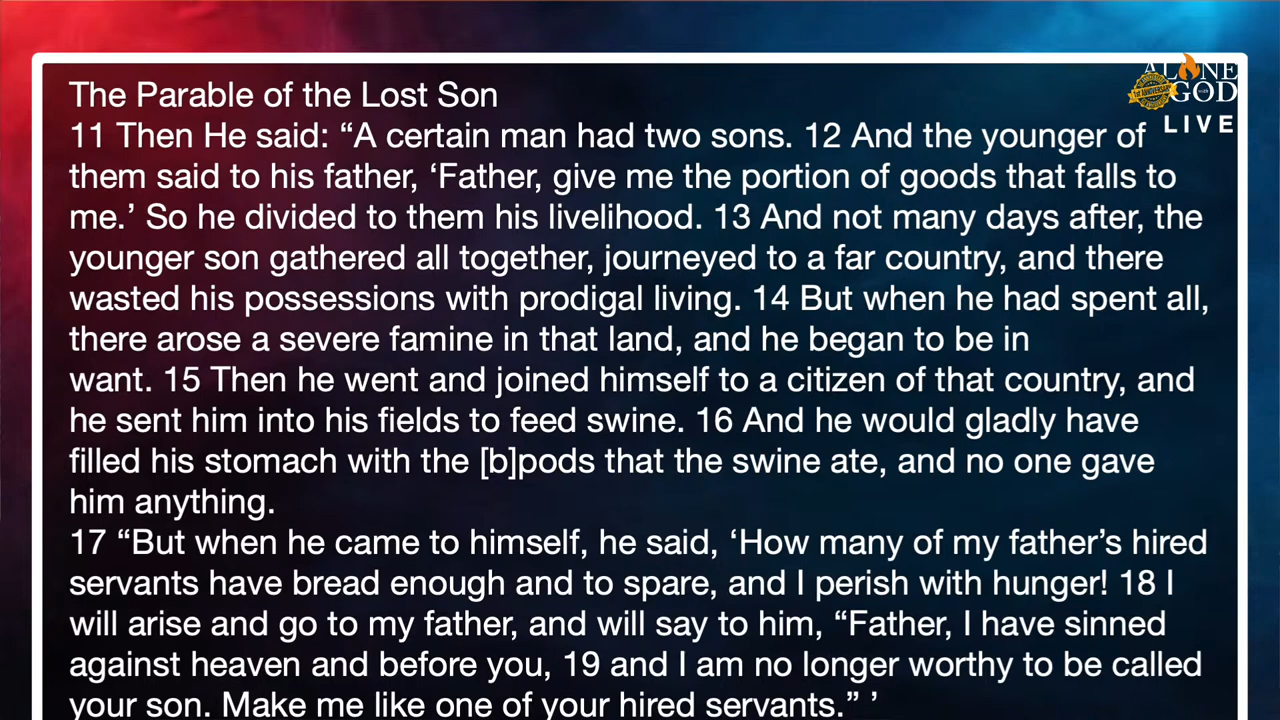 The Parable of the Lost Son
11 Then He said: “A certain man had two sons. 12 And the younger of
them said to his father, ‘Father, give me the portion of goods that falls to
me.’ So he divided to them his livelihood. 13 And not many days after, the
younger son gathered all together, journeyed to a far country, and there
wasted his possessions with prodigal living. 14 But when he had spent all,
there arose a severe famine in that land, and he began to be in
want. 15 Then he went and joined himself to a citizen of that country, and
he sent him into his fields to feed swine. 16 And he would gladly have
filled his stomach with the [b]pods that the swine ate, and no one gave
him anything.
17 “But when he came to himself, he said, ‘How many of my father’s hired
servants have bread enough and to spare, and I perish with hunger! 18 I
will arise and go to my father, and will say to him, “Father, I have sinned
against heaven and before you, 19 and I am no longer worthy to be called
your son. Make me like one of your hired servants.” ’
ALONE
1st ANNIVERSARY
GOD
LIVE